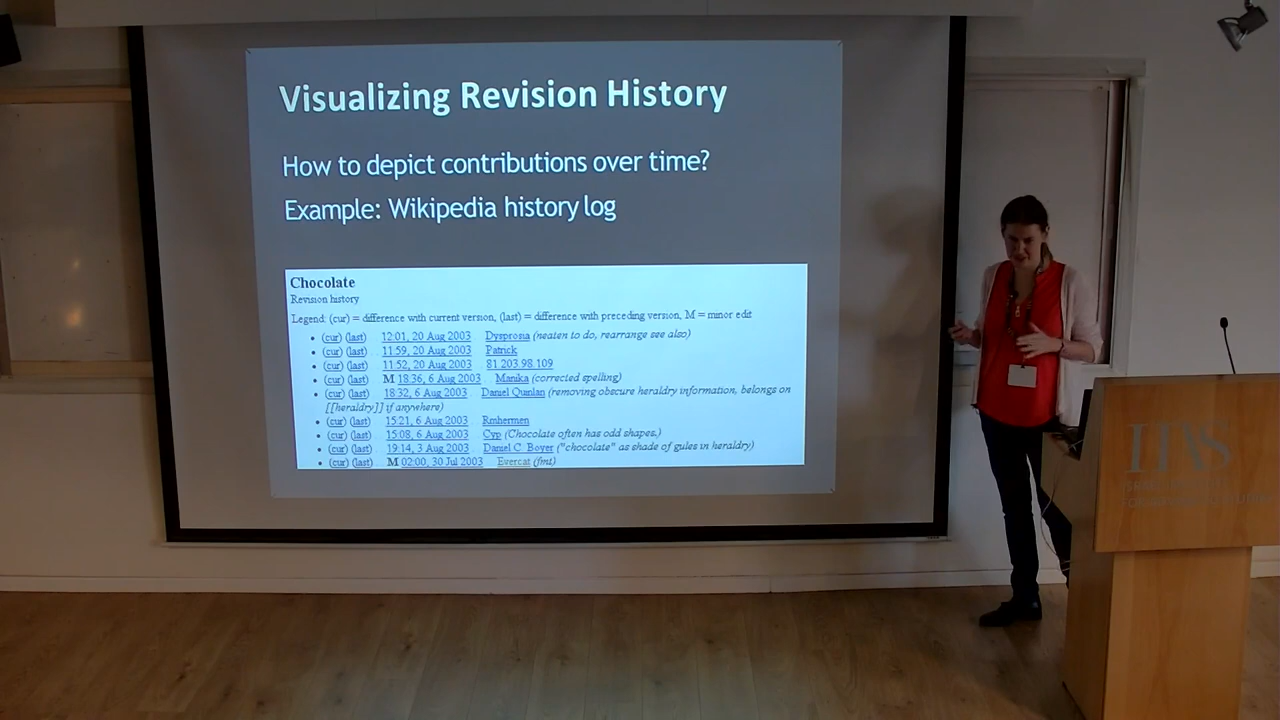 Visualizing Revision History
How to depict contributions over time?
Example: Wikipedia history log
Chocolate
Revision history
Legend: (cur) = difference with current version, (last) = difference with preceding version, M = minor edit
• (cur) (last) 12:01, 20 Aug 2003 Dysprosia (neaten to do, rearrange see also)
• (cur) (last) 11:59, 20 Aug 2003 Patrick
• (cur) (last) 11:52, 20 Aug 2003 81.203.98.109
• (cur) (last) M 18:36, 6 Aug 2003 Manika (corrected spelling)
• (cur) (last) 18:32, 6 Aug 2003 Daniel Quinlan (removing obscure heraldry information, belongs on
[[heraldry]] if anywhere)
• (cur) (last) 15:21, 6 Aug 2003 Rmhermen
• (cur) (last) 15:08, 6 Aug 2003 Cyp (Chocolate often has odd shapes.)
• (cur) (last) 19:14, 3 Aug 2003 Daniel C. Boyer ("chocolate" as shade of gules in heraldry)
• (cur) (last) M 02:00, 30 Jul 2003 Evercat (fmt)
IIAS